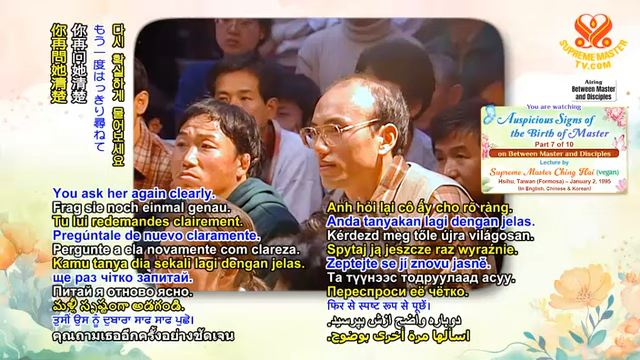 你再問她清楚
你再问她清楚
もう一度はっきり尋ねて
다시 확실하게 물어보세요
SUPREME MASTER
TV.COM
Airing
Between Master
and Disciples
You are watching
Auspicious Signs of
the Birth of Master
Part 7 of 10
on Between Master and Disciples
Lecture by
Supreme Master Ching Hai (vegan)
Hsihu, Taiwan (Formosa) – January 2, 1995
(In English, Chinese & Korean)
You ask her again clearly.
Frag sie noch einmal genau.
Tu lui redemandes clairement.
Pregúntale de nuevo claramente.
Pergunte a ela novamente com clareza.
Kamu tanya dia sekali lagi dengan jelas.
ще раз чітко запитай.
Питай я отново ясно.
మళ్లీ స్పష్టంగా అడగండి.
ਤੁਸੀਂ ਉਸ ਨੂੰ ਦੁਬਾਰਾ ਸਾਫ ਸਾਫ ਪੁਛੋ।
คุณถามเธออีกครั้งอย่างชัดเจน
Anh hỏi lại cô ấy cho rõ ràng.
Anda tanyakan lagi dengan jelas.
Kérdezd meg tőle újra világosan.
Spytaj ją jeszcze raz wyraźnie.
Zeptejte se jí znovu jasně.
Та түүнээс тодруулаад асуу.
Переспроси её чётко.
फिर से स्पष्ट रूप से पूछें।
دوباره واضح ازش بپرسید.
اسألها مرة أخرى بوضوح.